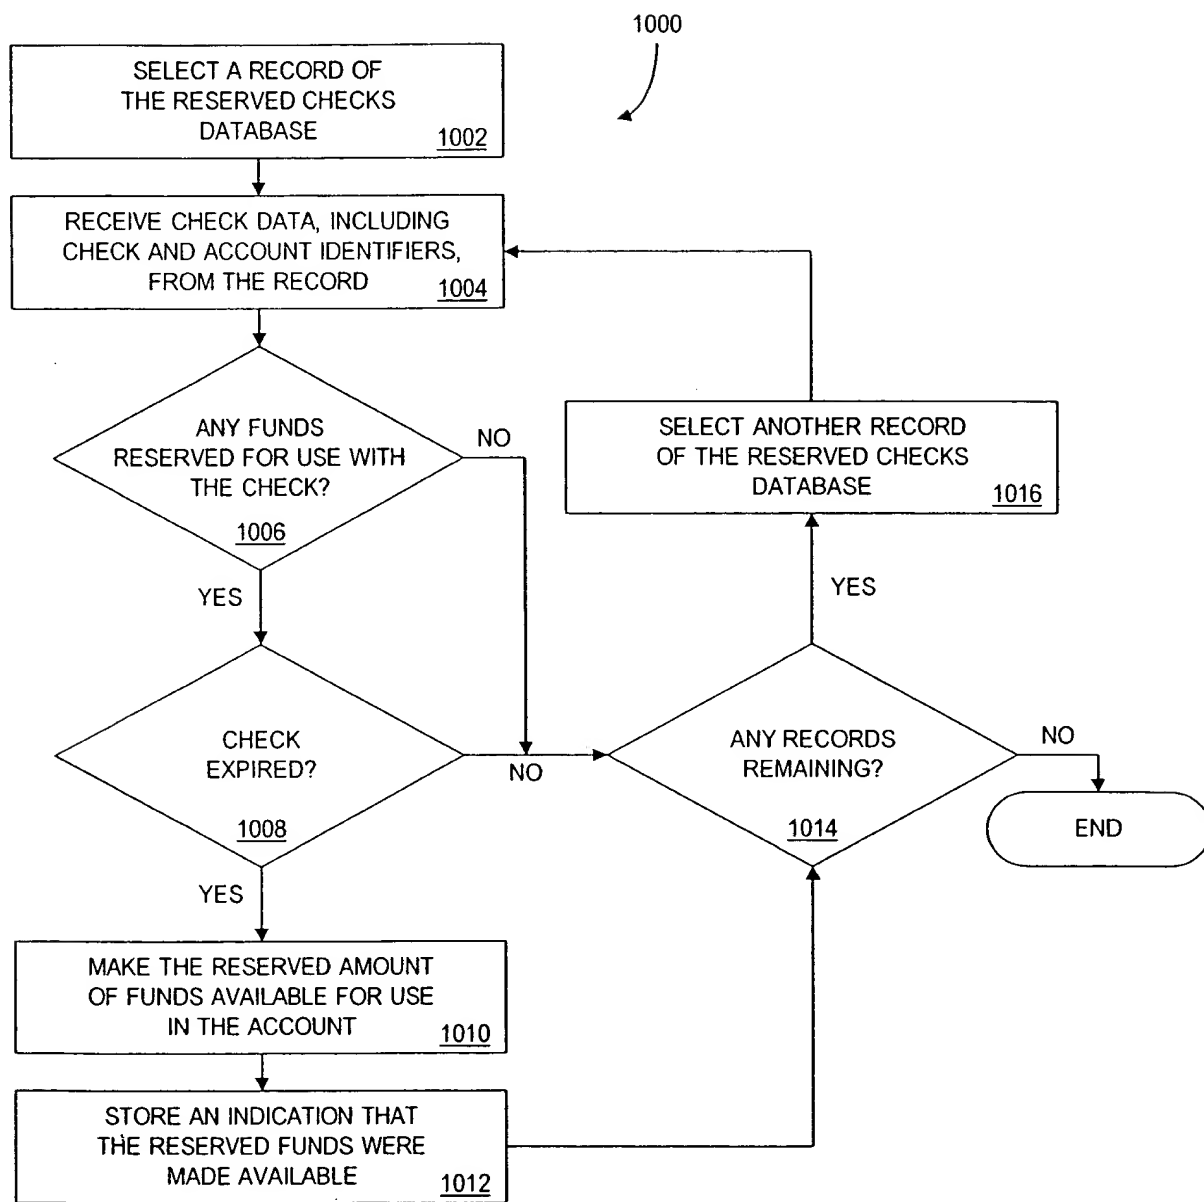 1000
SELECT A RECORD OF
THE RESERVED CHECKS
DATABASE
1002
RECEIVE CHECK DATA, INCLUDING
CHECK AND ACCOUNT IDENTIFIERS,
FROM THE RECORD
1004
ANY FUNDS
RESERVED FOR USE WITH
THE CHECK?
1006
NO
YES
SELECT ANOTHER RECORD
OF THE RESERVED CHECKS
DATABASE
1016
YES
CHECK
EXPIRED?
1008
NO
YES
ANY RECORDS
REMAINING?
1014
NO
END
MAKE THE RESERVED AMOUNT
OF FUNDS AVAILABLE FOR USE
IN THE ACCOUNT
1010
STORE AN INDICATION THAT
THE RESERVED FUNDS WERE
MADE AVAILABLE
1012